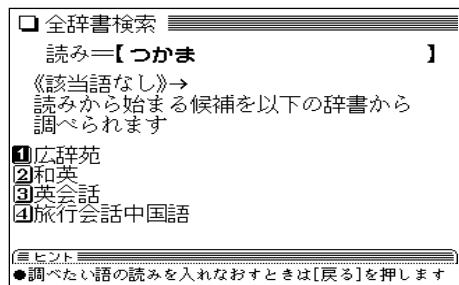 全辞書検索
読み=【つかま】
《該当語なし》→
読みから始まる候補を以下の辞書から
調べられます
1広辞苑
2和英
3英会話
4旅行会話中国語
ヒント
●調べたい語の読みを入れなおすときは[戻る]を押します